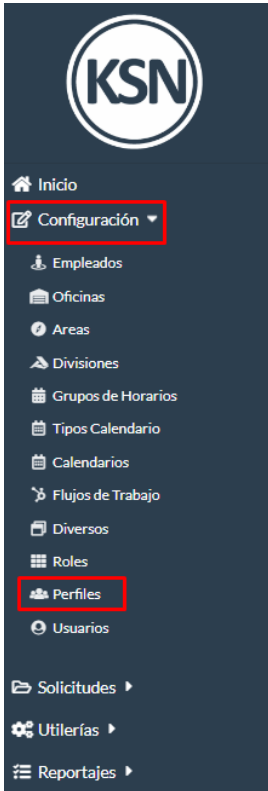 KSN
Inicio
Configuración
Empleados
Oficinas
Areas
Divisiones
Grupos de Horarios
Tipos Calendario
Calendarios
Flujos de Trabajo
Diversos
Roles
Perfiles
Usuarios
Solicitudes
Utilerías
Reportajes